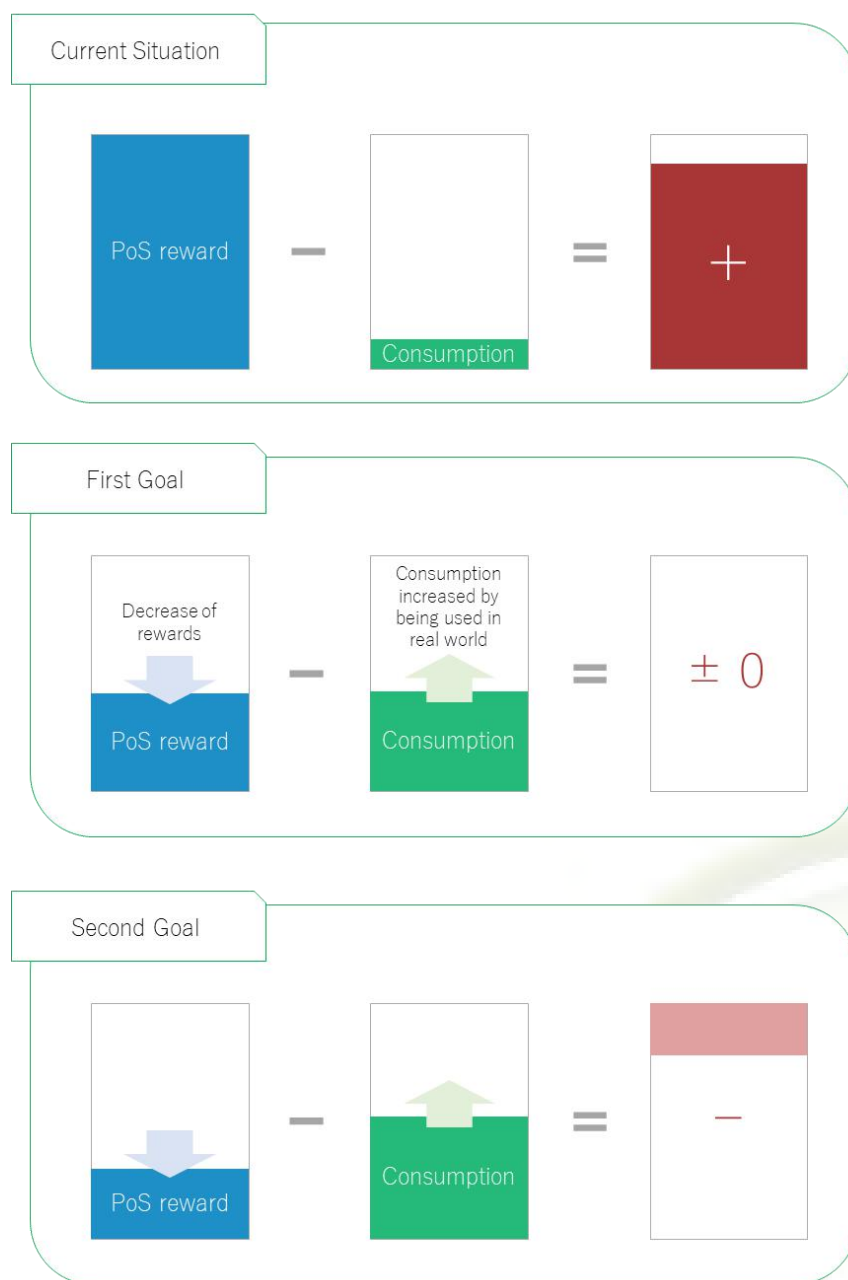 Current Situation
PoS reward
−
Consumption
=
+
First Goal
Decrease of
rewards
PoS reward
−
Consumption
increased by
being used in
real world
Consumption
=
± 0
Second Goal
PoS reward
−
Consumption
=
−